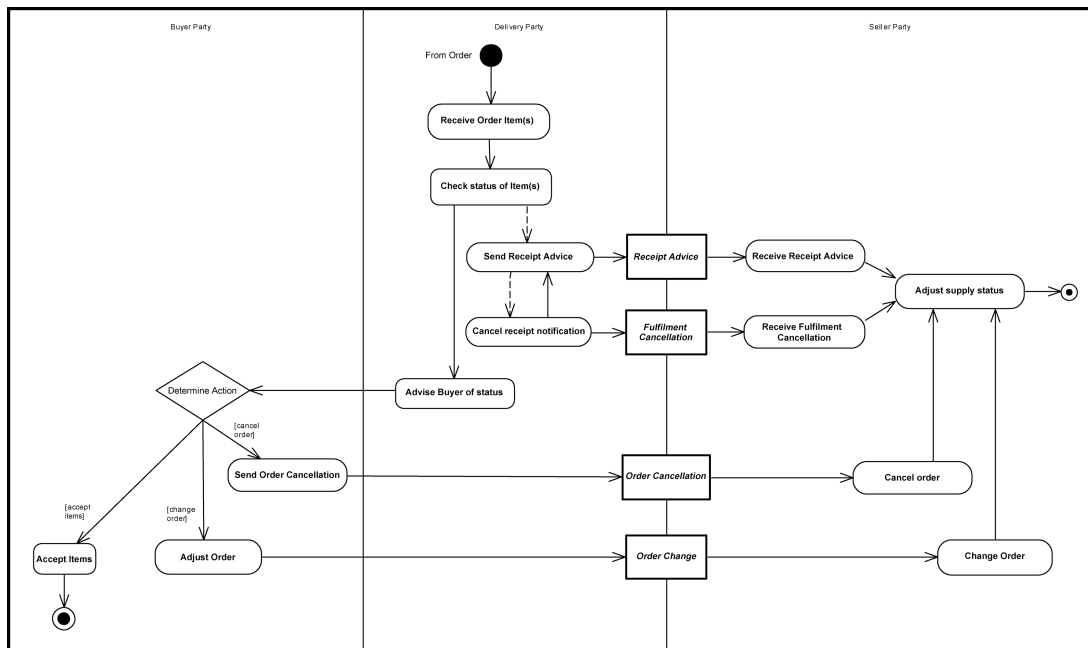 Buyer Party
Delivery Party
Seller Party
From Order
Receive Order Item(s)
Check status of Item(s)
Send Receipt Advice
Receipt Advice
Receive Receipt Advice
Adjust supply status
Cancel receipt notification
Fulfilment
Cancellation
Receive Fulfilment
Cancellation
Determine Action
Advise Buyer of status
[cancel
order]
Send Order Cancellation
Order Cancellation
Cancel order
[accept
items]
[change
order]
Accept Items
Adjust Order
Order Change
Change Order